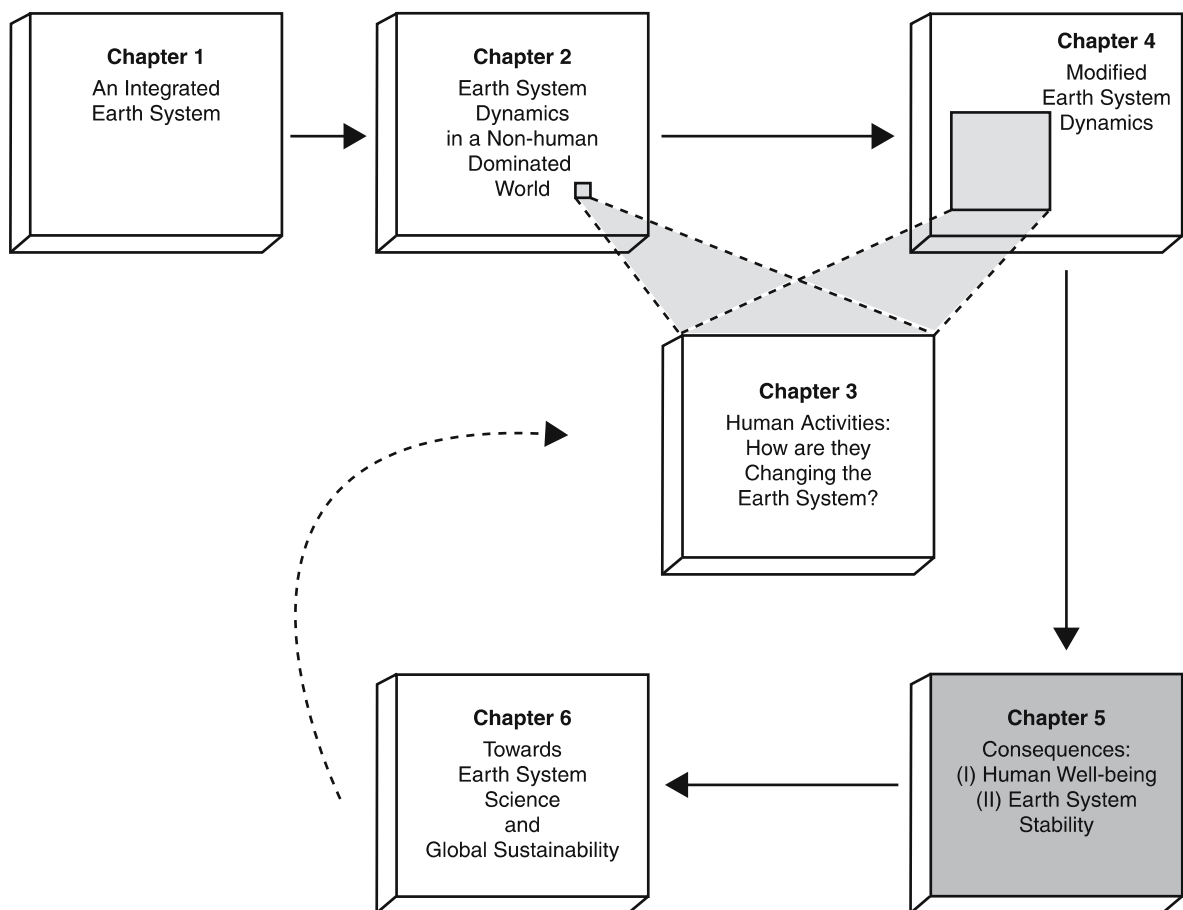 Chapter 1
An Integrated
Earth System
Chapter 2
Earth System
Dynamics
in a Non-human
Dominated
World
Chapter 4
Modified
Earth System
Dynamics
Chapter 3
Human Activities:
How are they
Changing the
Earth System?
Chapter 6
Towards
Earth System
Science
and
Global Sustainability
Chapter 5
Consequences:
(I) Human Well-being
(II) Earth System
Stability